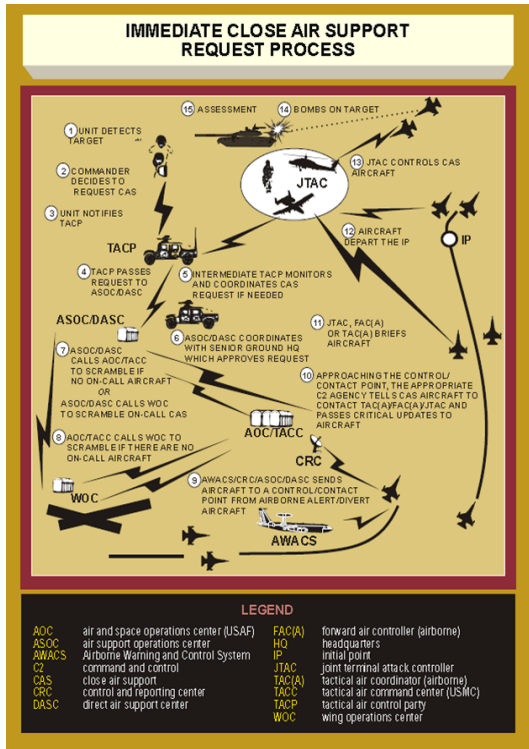 IMMEDIATE CLOSE AIR SUPPORT
REQUEST PROCESS
1 UNIT DETECTS
TARGET
2 COMMANDER
DECIDES TO
REQUEST CAS
3 UNIT NOTIFIES
TACP
TACP
4 TACP PASSES
REQUEST TO
ASOC/DASC
5 INTERMEDIATE TACP MONITORS
AND COORDINATES CAS
REQUEST IF NEEDED
ASOC/DASC
6 ASOC/DASC COORDINATES
WITH SENIOR GROUND HQ
WHICH APPROVES REQUEST
7 ASOC/DASC
CALLS AOC/TACC
TO SCRAMBLE IF
NO ON-CALL AIRCRAFT
OR
ASOC/DASC CALLS WOC
TO SCRAMBLE ON-CALL CAS
8 AOC/TACC CALLS WOC TO
SCRAMBLE IF THERE ARE NO
ON-CALL AIRCRAFT
WOC
AOC/TACC
CRC
9 AWACS/CRC/ASOC/DASC SENDS
AIRCRAFT TO A CONTROL/CONTACT
POINT FROM AIRBORNE ALERT/DIVERT
AIRCRAFT
AWACS
10 APPROACHING THE CONTROL/
CONTACT POINT, THE APPROPRIATE
C2 AGENCY TELLS CAS AIRCRAFT TO
CONTACT TAC(A)/FAC(A)/JTAC AND
PASSES CRITICAL UPDATES TO
AIRCRAFT
11 JTAC, FAC(A)
OR TAC(A) BRIEFS
AIRCRAFT
12 AIRCRAFT
DEPART THE IP
IP
13 JTAC CONTROLS CAS
AIRCRAFT
JTAC
14 BOMBS ON TARGET
15 ASSESSMENT
LEGEND
AOC air and space operations center (USAF)
ASOC air support operations center
AWACS Airborne Warning and Control System
C2 command and control
CAS close air support
CRC control and reporting center
DASC direct air support center
FAC(A) forward air controller (airborne)
HQ headquarters
IP initial point
JTAC joint terminal attack controller
TAC(A) tactical air coordinator (airborne)
TACC tactical air command center (USMC)
TACP tactical air control party
WOC wing operations center